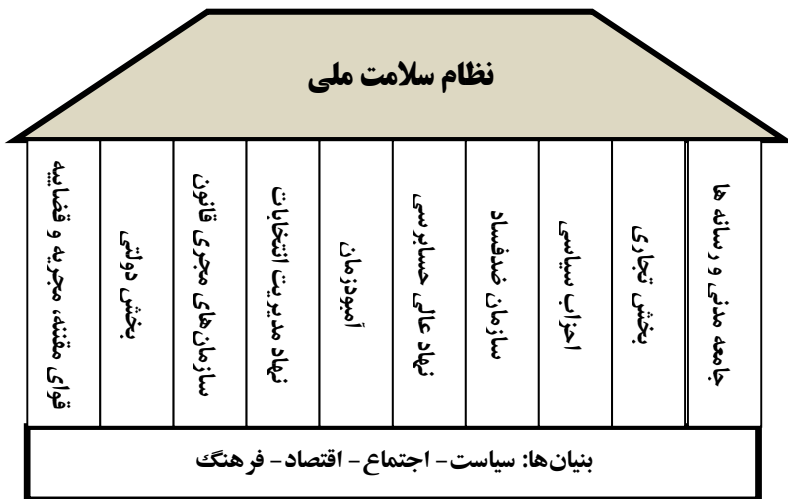 نظام سلامت ملی
جامعه مدنی و رسانه ها
بخش تجاری
احزاب سیاسی
سازمان ضدفساد
نهاد عالی حسابرسی
آمبودزمان
نهاد مدیریت انتخابات
سازمان‌های مجری قانون
بخش دولتی
قوای مقننه، مجریه و قضاییه
بنیان‌ها: سیاست- اجتماع- اقتصاد- فرهنگ